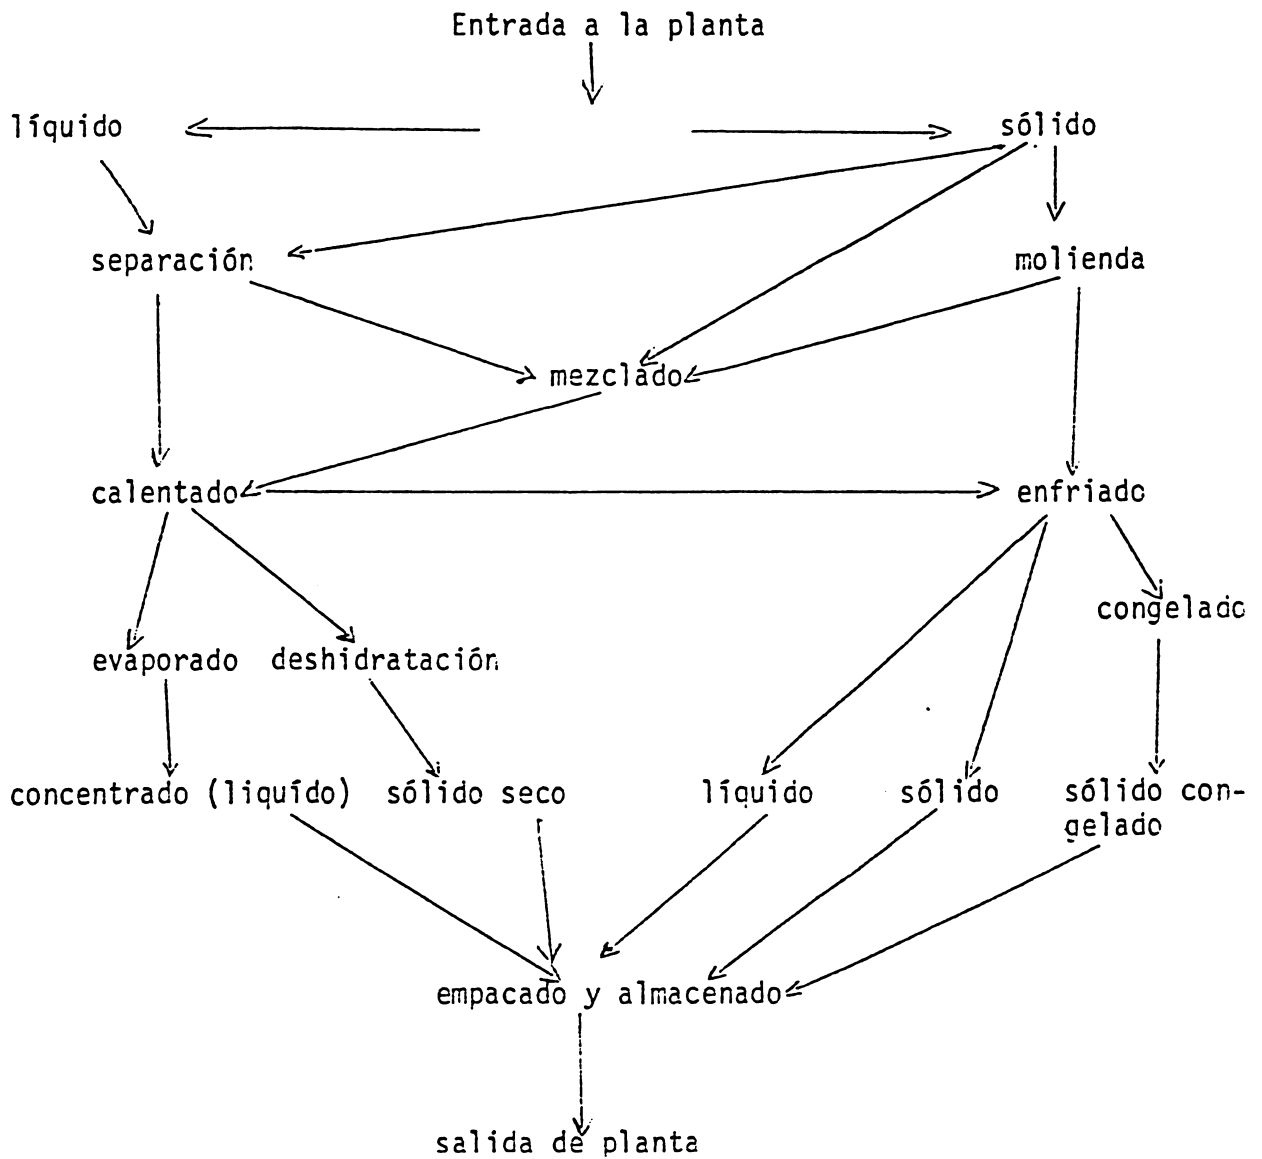 Entrada a la planta
líquido
sólido
separación
molienda
mezclado
calentado
enfriado
congelado
evaporado
deshidratación
concentrado (liquído)
sólido seco
líquido
sólido
sólido con-
gelado
empacado y almacenado
salida de planta